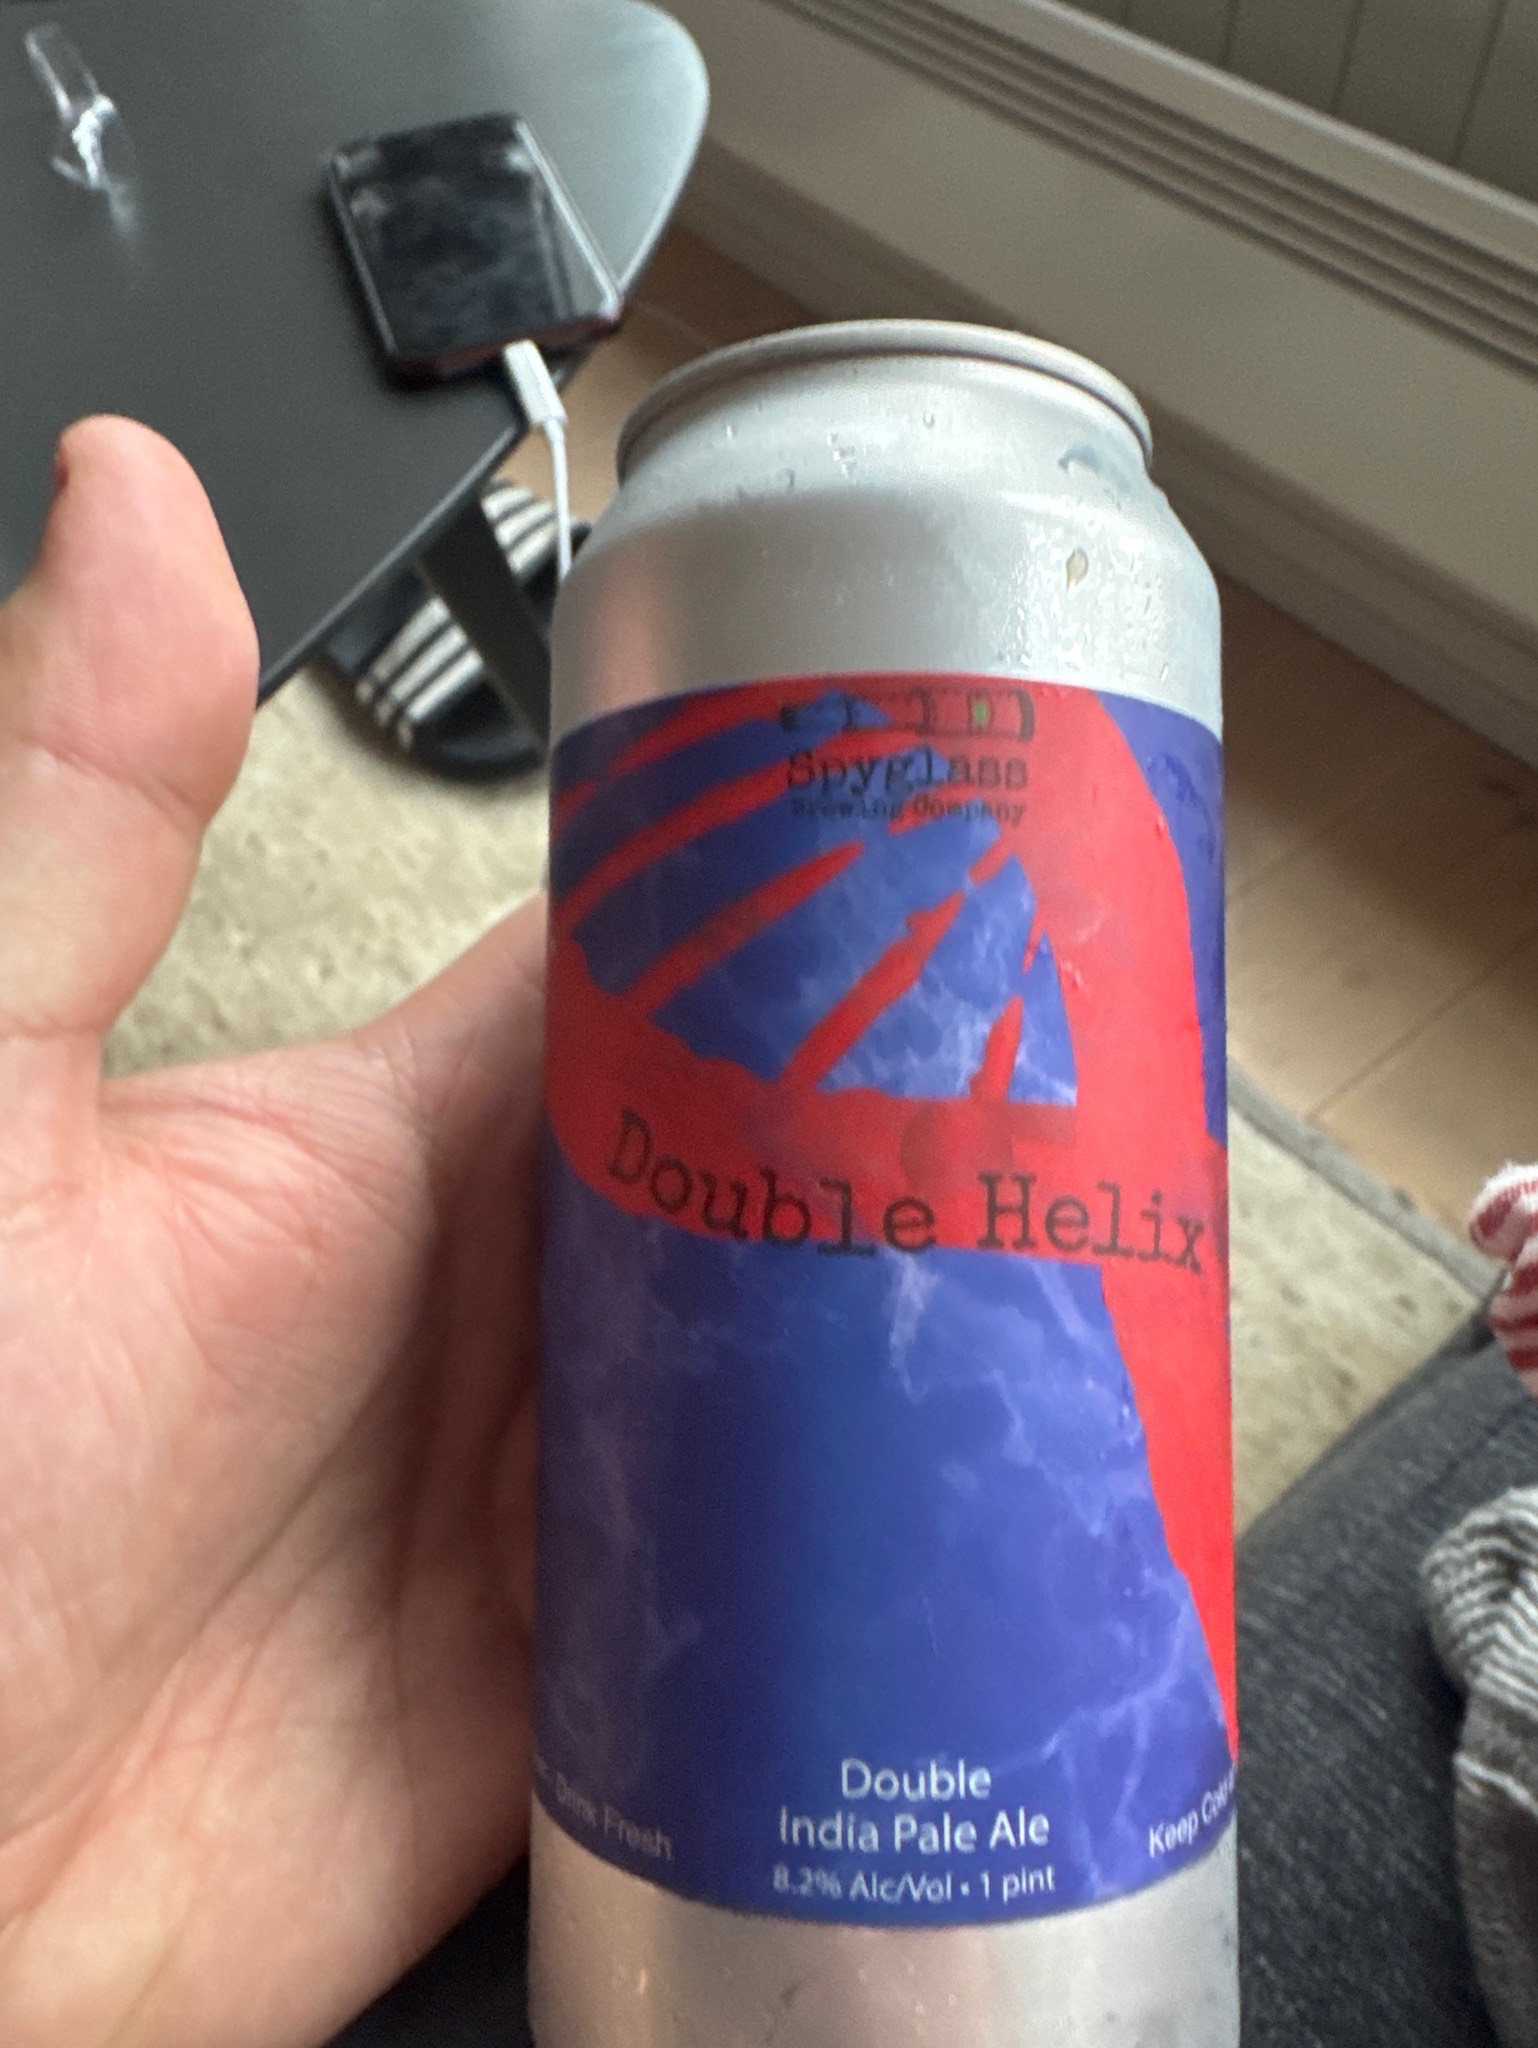 Spyglass
Brewing Company
Double Helix
Double
India Pale Ale
8.2% Alc/Vol • 1 pint
Drink Fresh
Keep Cold